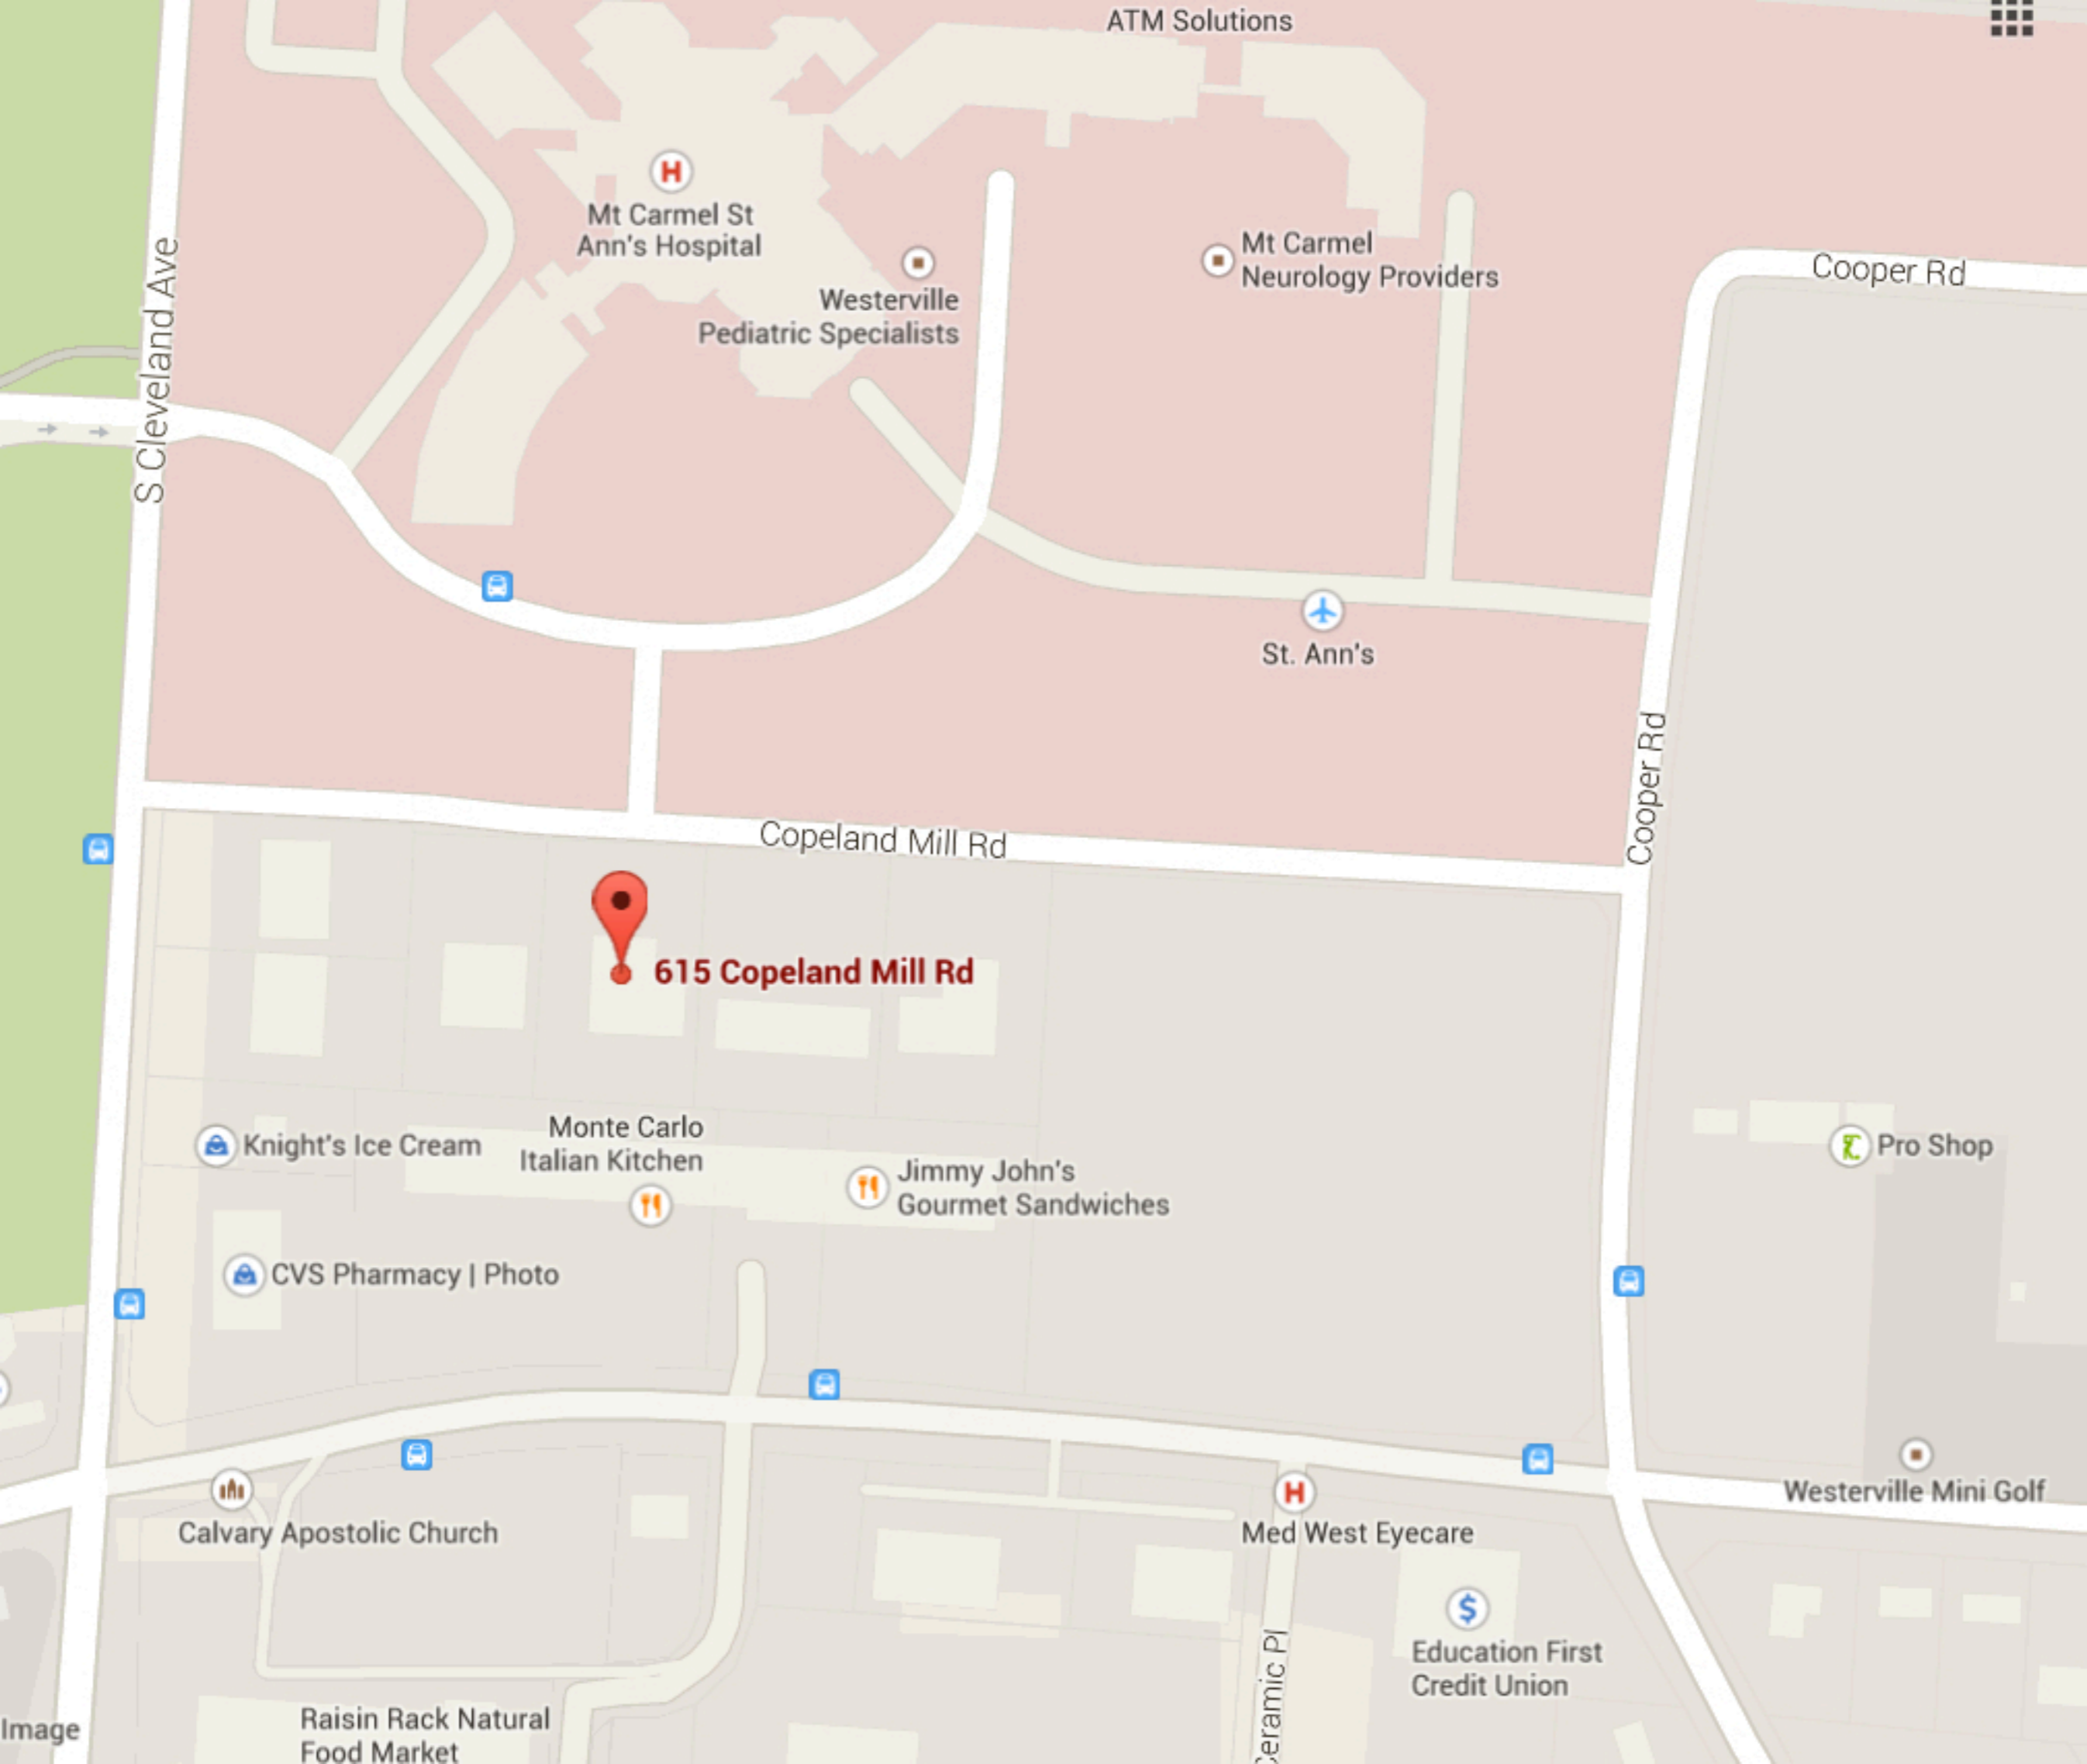 ATM Solutions
Mt Carmel St
Ann's Hospital
Westerville
Pediatric Specialists
Mt Carmel
Neurology Providers
Cooper Rd
S Cleveland Ave
St. Ann's
Cooper Rd
Copeland Mill Rd
615 Copeland Mill Rd
Knight's Ice Cream
Monte Carlo
Italian Kitchen
Jimmy John's
Gourmet Sandwiches
Pro Shop
CVS Pharmacy | Photo
Calvary Apostolic Church
Med West Eyecare
Westerville Mini Golf
Education First
Credit Union
Ceramic Pl
Raisin Rack Natural
Food Market
Image